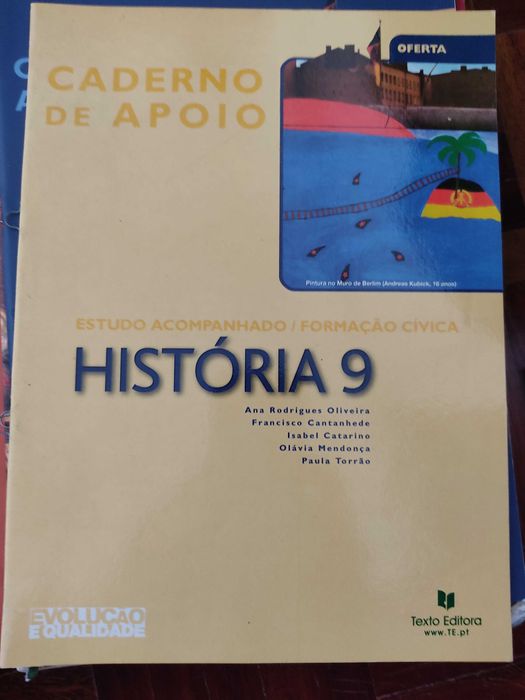 OFERTA
CADERNO
DE APOIO
Pintura no Muro de Berlim (Andreas Kubick, 16 anos)
ESTUDO ACOMPANHADO / FORMAÇÃO CÍVICA
HISTÓRIA 9
Ana Rodrigues Oliveira
Francisco Cantanhede
Isabel Catarino
Olávia Mendonça
Paula Torrão
EVOLUÇÃO
E QUALIDADE
Texto Editora
www.TE.pt